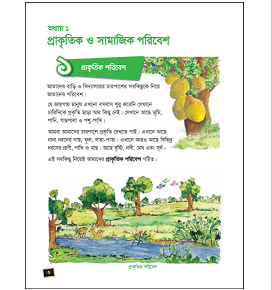 অধ্যায় ১
প্রাকৃতিক ও সামাজিক পরিবেশ
১
প্রাকৃতিক পরিবেশ
আমাদের বাড়ি ও বিদ্যালয়ের চারপাশের সবকিছুকে নিয়ে
আমাদের পরিবেশ।
যে জায়গায় মানুষ এখনো বসবাস শুরু করেনি সেখানে
চারিদিকে প্রকৃতি ছাড়া আর কিছু নেই। সেখানে আছে ভূমি,
পানি, গাছপালা ও পশু-পাখি।
আমরা আমাদের চারপাশে প্রকৃতি দেখতে পাই। এখানে আছে
নানা ধরনের গাছ, ফুল, লতা-পাতা। এখানে আরও আছে বিভিন্ন
ধরনের প্রাণী, পাখি ও মাছ। আছে বৃষ্টি, নদী, মেঘ এবং সূর্য।
এই সবকিছু নিয়েই আমাদের প্রাকৃতিক পরিবেশ গঠিত।
প্রাকৃতিক পরিবেশ